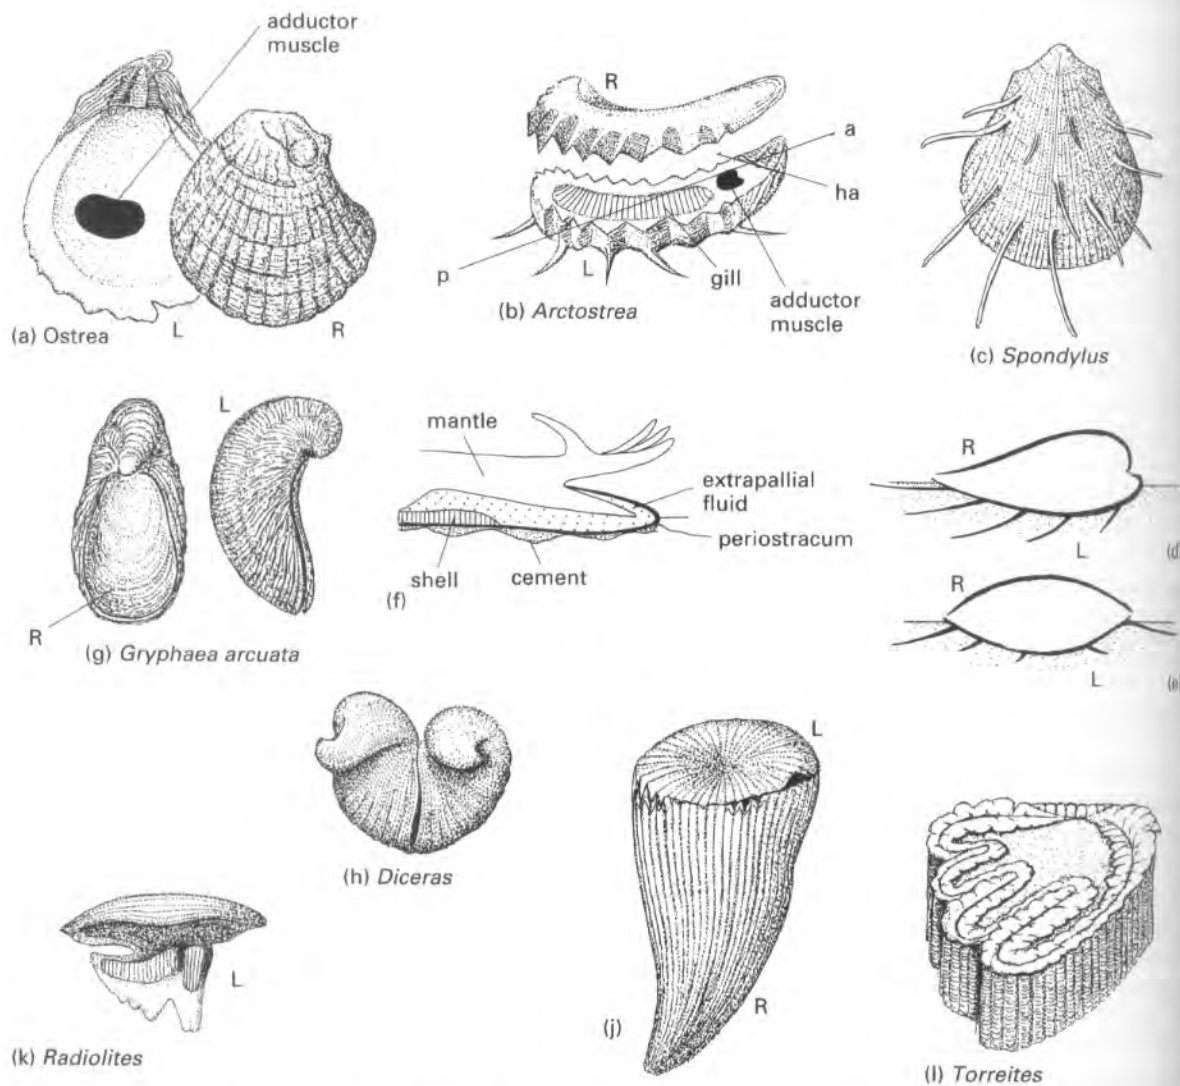 adductor
muscle
L
R
(a) Ostrea
R
a
ha
p
L
gill
adductor
muscle
(b) Arctostrea
(c) Spondylus
L
R
(g) Gryphaea arcuata
mantle
extrapallial
fluid
periostracum
shell
cement
(f)
R
L
(d)
R
L
(e)
(h) Diceras
L
(k) Radiolites
L
R
(j)
(l) Torreites